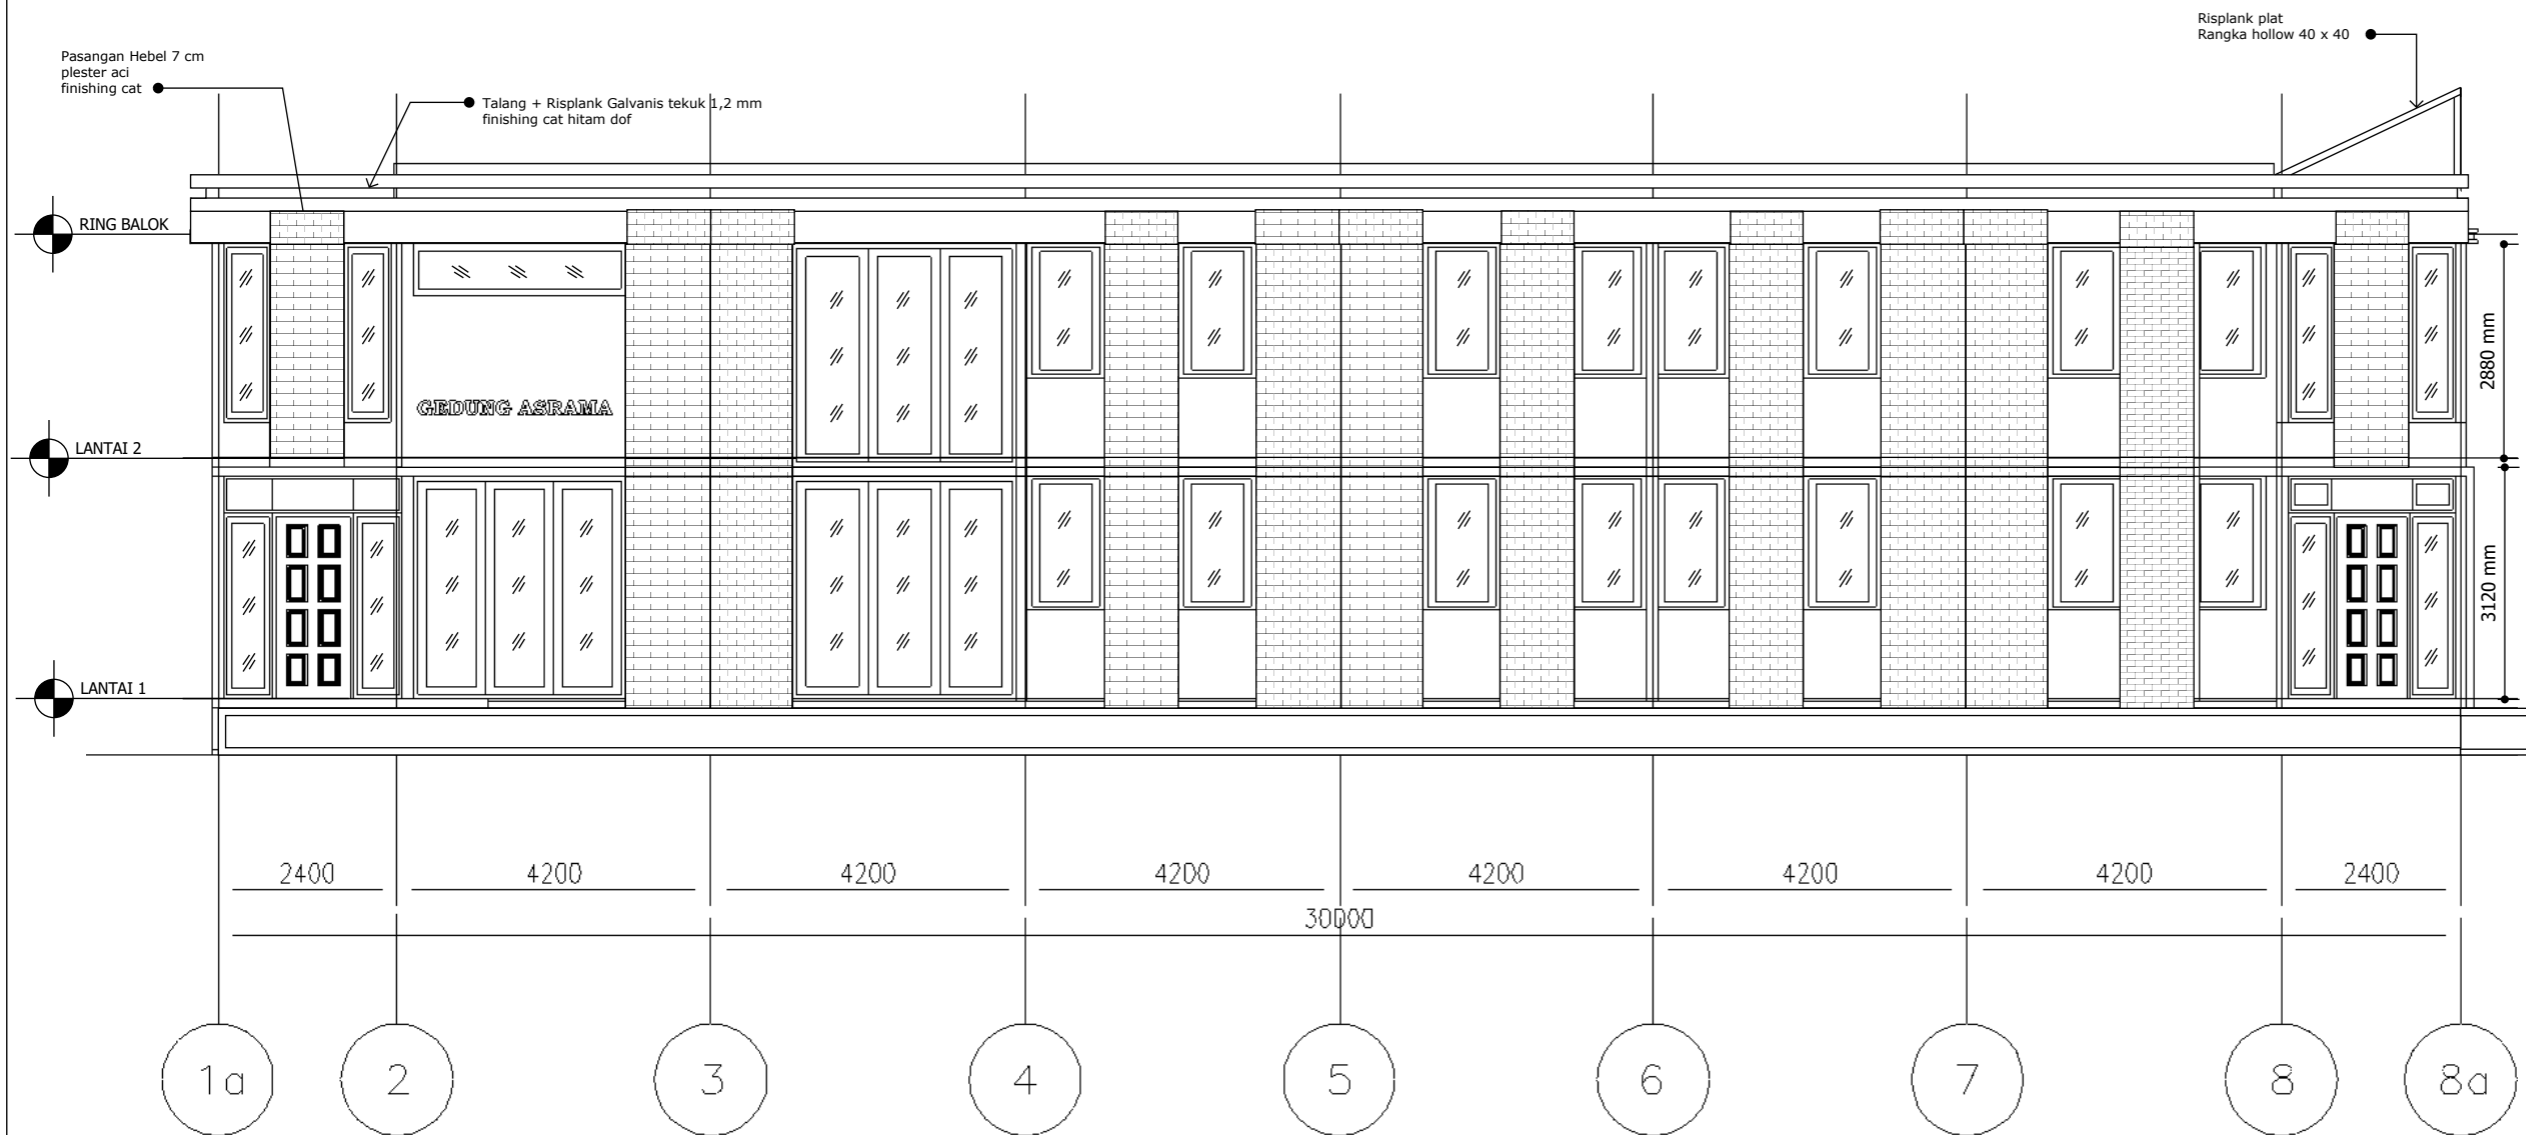 Risplank plat
Rangka hollow 40 x 40
Pasangan Hebel 7 cm
plester aci
finishing cat
Talang + Risplank Galvanis tekuk 1,2 mm
finishing cat hitam dof
RING BALOK
GEDUNG ASRAMA
2880 mm
LANTAI 2
3120 mm
LANTAI 1
2400 4200 4200 4200 4200 4200 4200 2400
30000
1a 2 3 4 5 6 7 8 8a